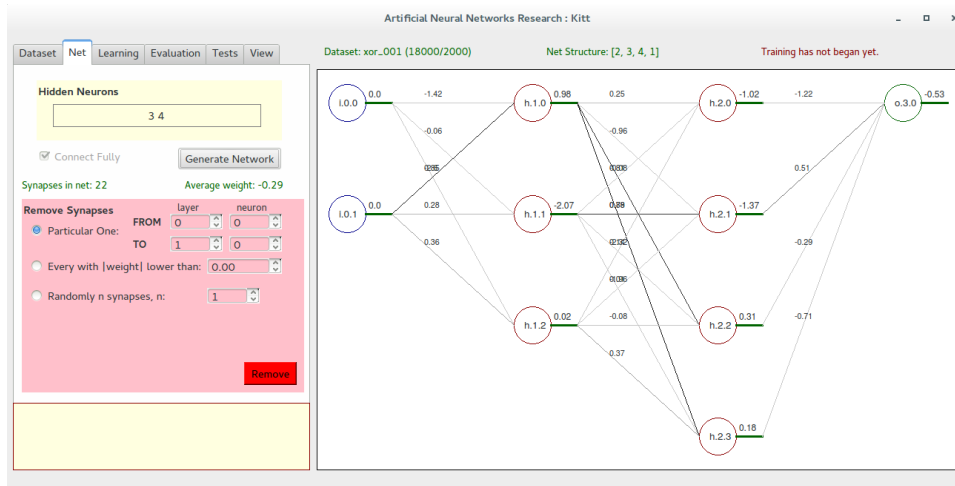 Artificial Neural Networks Research : Kitt
Dataset Net Learning Evaluation Tests View
Dataset: xor_001 (18000/2000) Net Structure: [2, 3, 4, 1] Training has not began yet.
Hidden Neurons
3 4
Connect Fully Generate Network
Synapses in net: 22 Average weight: -0.29
Remove Synapses layer neuron
Particular One: FROM 0 0
TO 1 0
Every with |weight| lower than: 0.00
Randomly n synapses, n: 1
Remove
i.0.0 0.0 -1.42 h.1.0 0.98 0.25 h.2.0 -1.02 -1.22 o.3.0 -0.53
-0.06 -0.96 0.51
i.0.1 0.0 0.28 h.1.1 -2.07 h.2.1 -1.37
0.36 -0.29
h.1.2 0.02 -0.08 h.2.2 0.31 -0.71
0.37
h.2.3 0.18